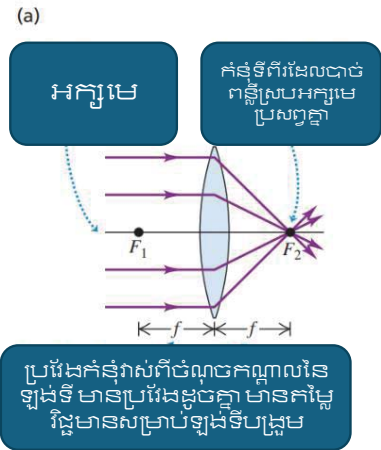 (a)
អក្សមេ
កំនុំទីពីរដែលបាច់
ពន្លឺស្របអក្សមេ
ប្រសព្វគ្នា
F₁
F₂
f
f
ប្រវែងកំនុំវាស់ពីចំណុចកណ្តាលនៃ
ឡង់ទី មានប្រវែងដូចគ្នា មានតម្លៃ
វិជ្ជមានសម្រាប់ឡង់ទីបង្រួម